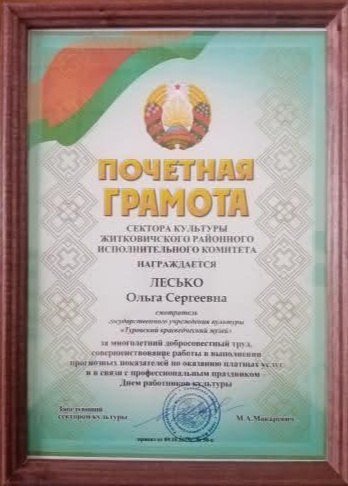 ПОЧЕТНАЯ
ГРАМОТА
СЕКТОРА КУЛЬТУРЫ
ЖИТКОВИЧСКОГО РАЙОННОГО
ИСПОЛНИТЕЛЬНОГО КОМИТЕТА
НАГРАЖДАЕТСЯ
ЛЕСЬКО
Ольга Сергеевна
смотритель
государственного учреждения культуры
«Туровский краеведческий музей»
за многолетний добросовестный труд,
совершенствование работы и выполнении
прогнозных показателей по оказанию платных услуг
и в связи с профессиональным праздником
Днем работников культуры
Заведующий
сектором культуры
М.А.Макаревич
приказ от